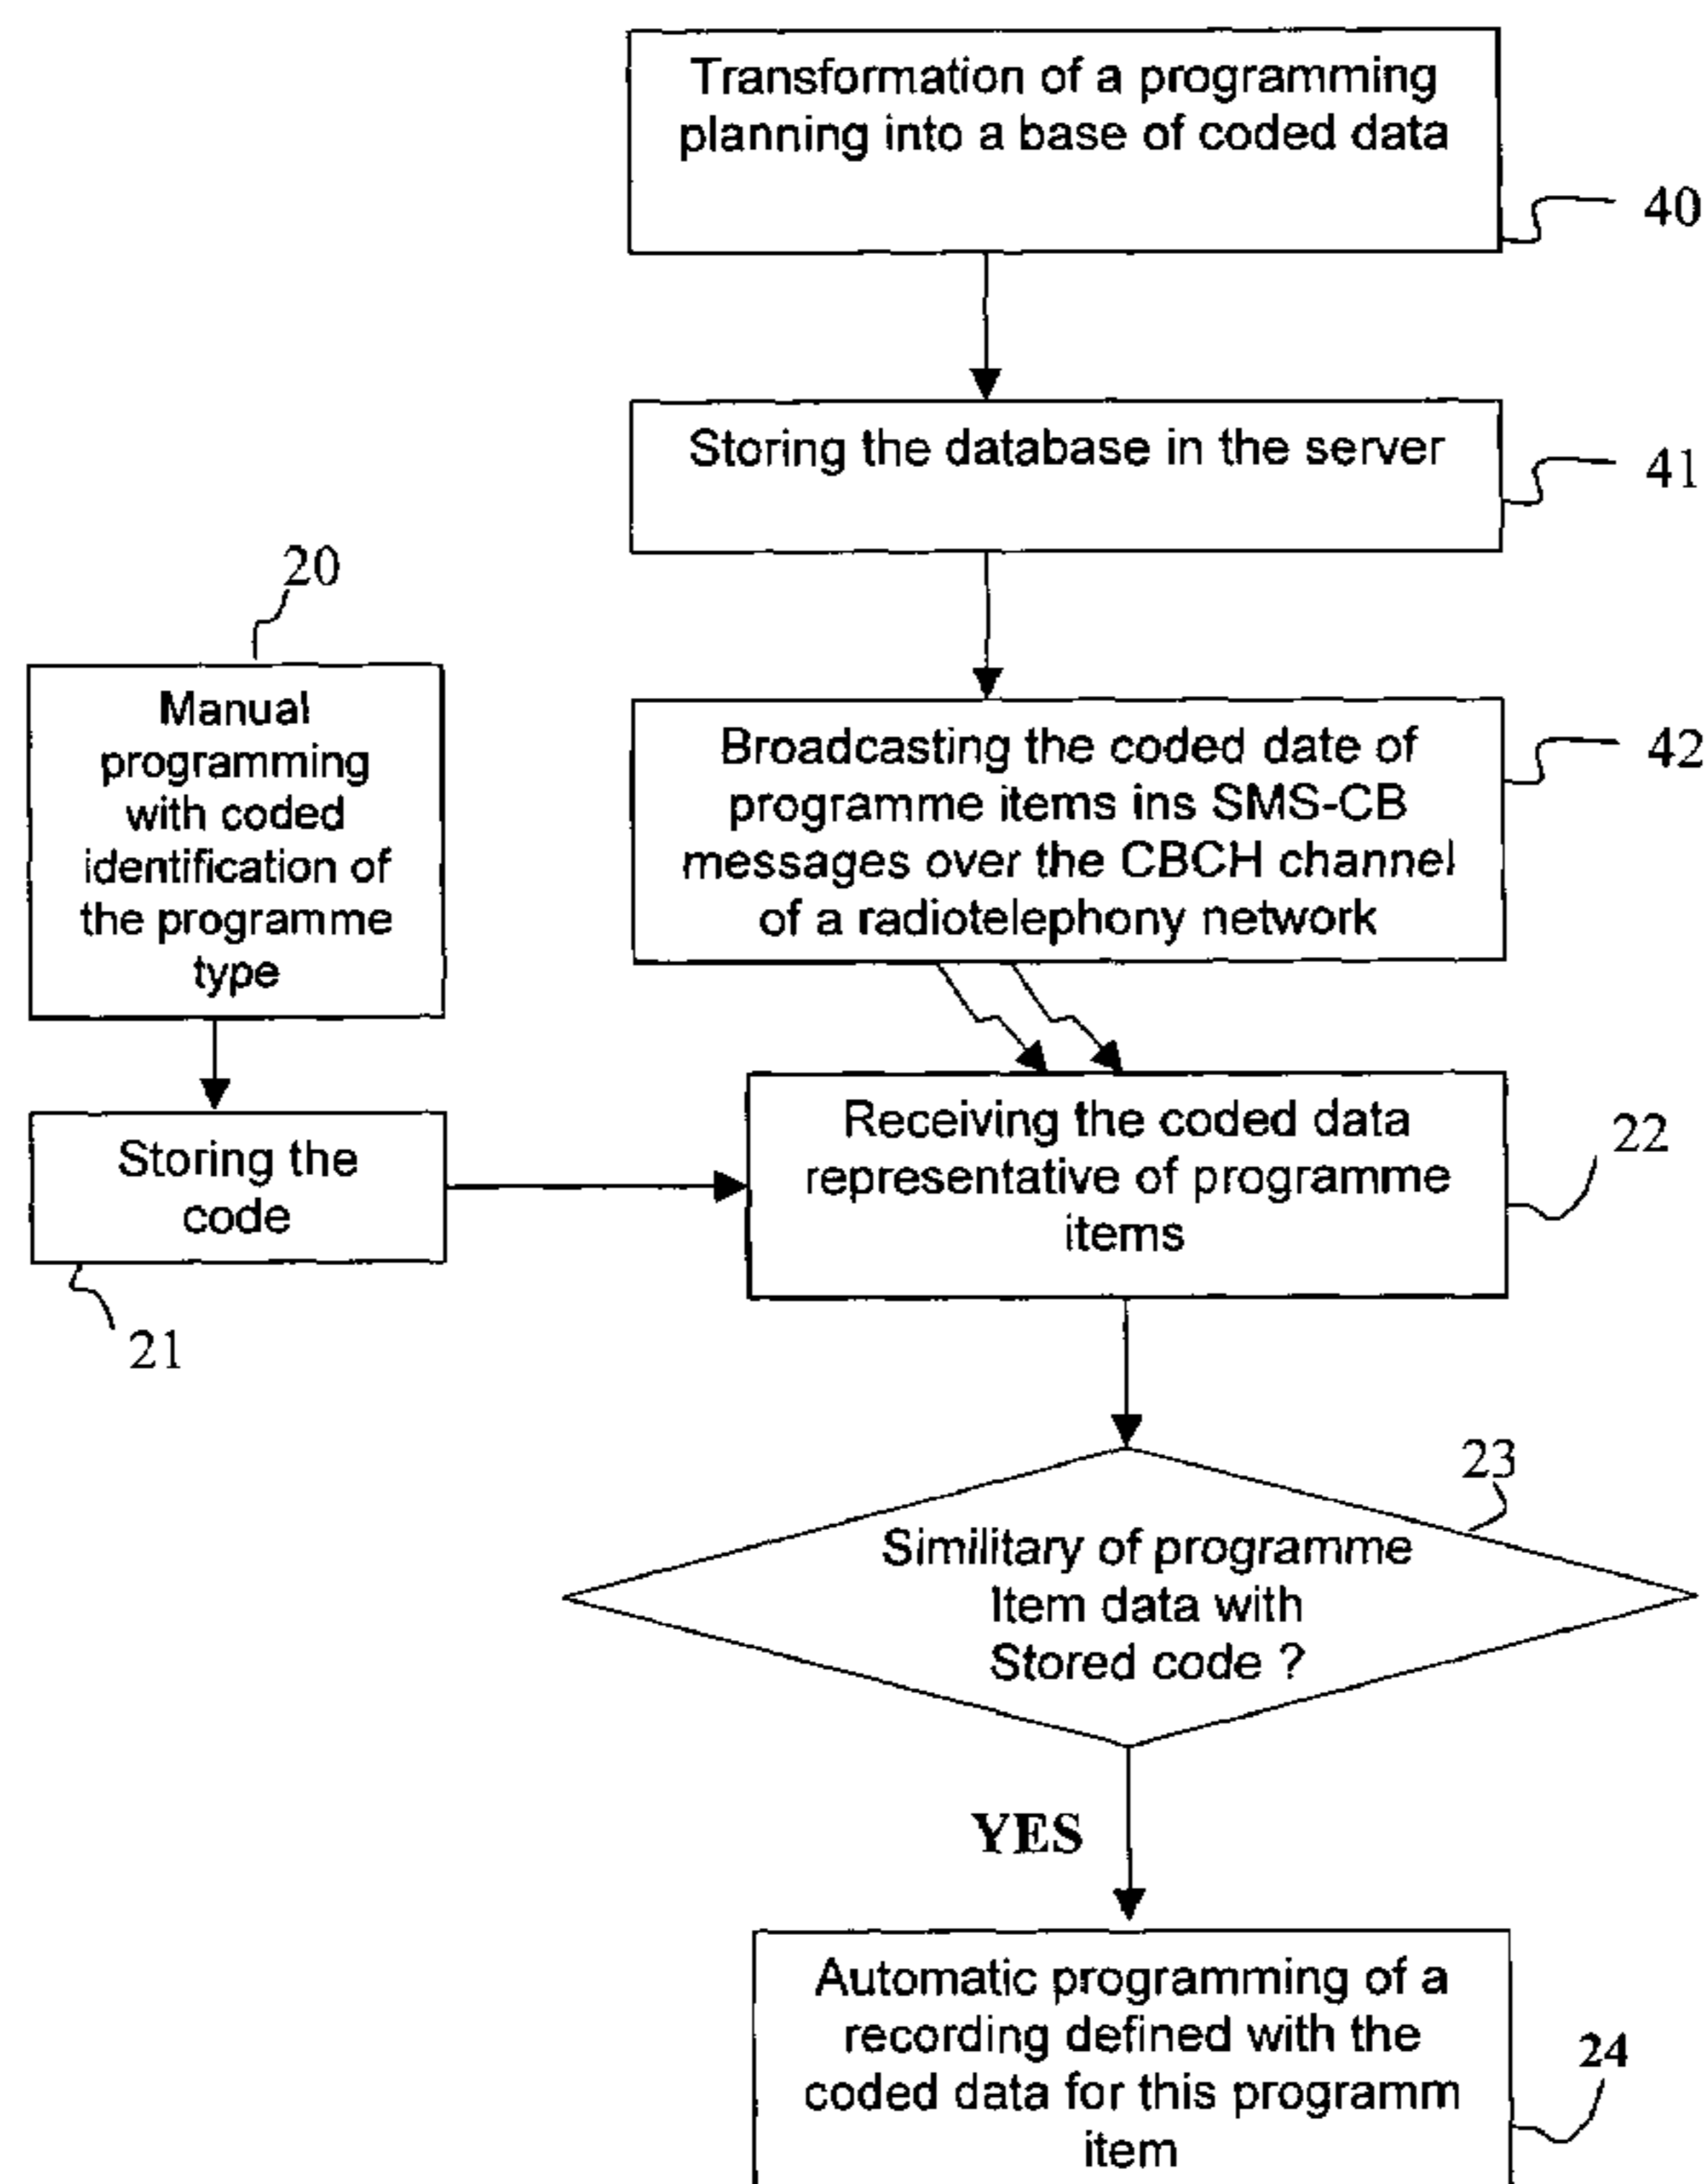 Transformation of a programming
planning into a base of coded data
40
Storing the database in the server
41
20
Manual
programming
with coded
identification of
the programme
type
Broadcasting the coded date of
programme items ins SMS-CB
messages over the CBCH channel
of a radiotelephony network
42
Storing the
code
21
Receiving the coded data
representative of programme
items
22
23
Similitary of programme
Item data with
Stored code ?
YES
Automatic programming of a
recording defined with the
coded data for this programm
item
24